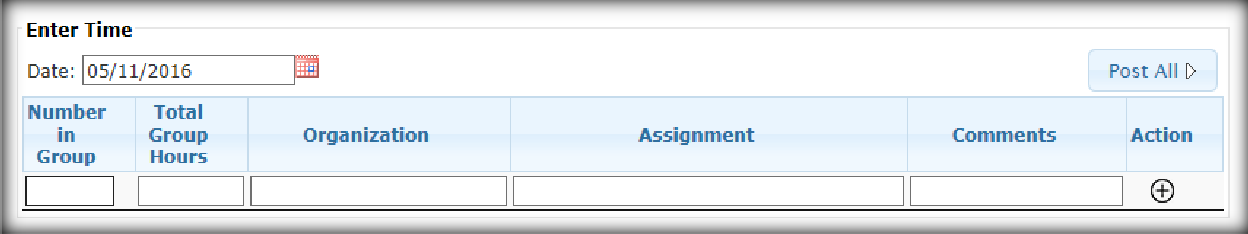 Enter Time
Date: 05/11/2016
Post All
Number in Group
Total Group Hours
Organization
Assignment
Comments
Action